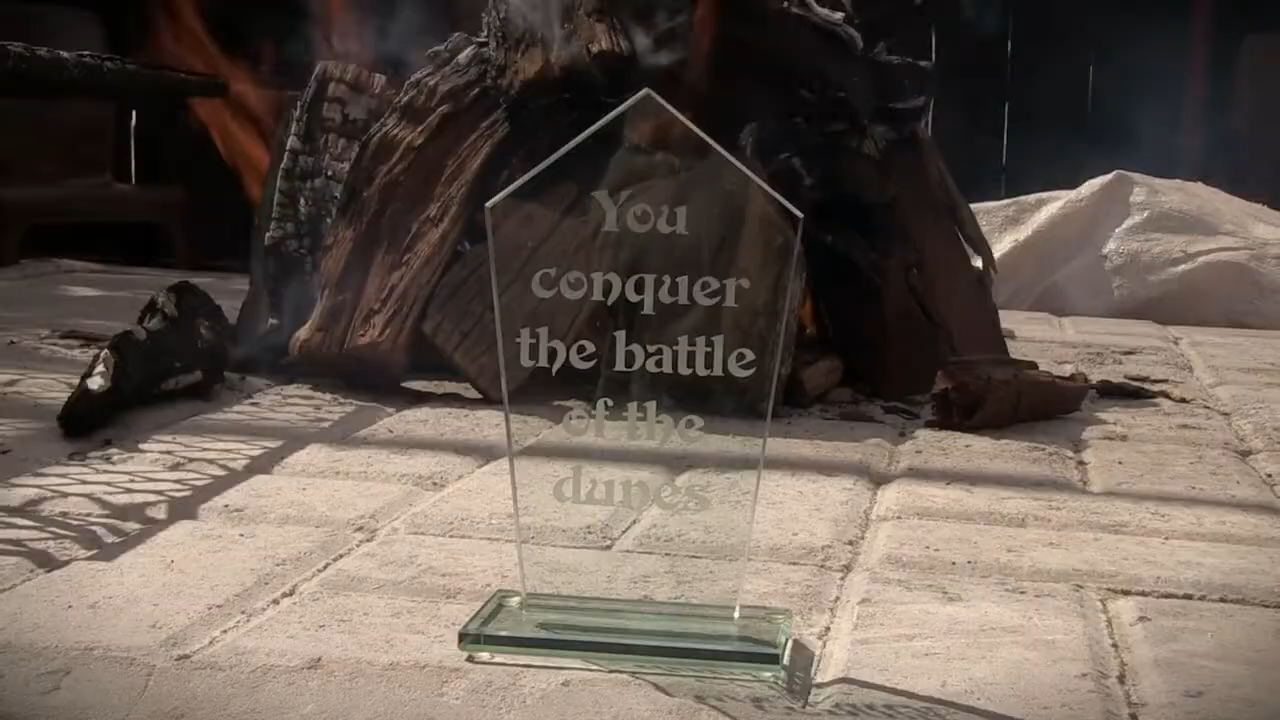 You
conquer
the battle
of the
dunes